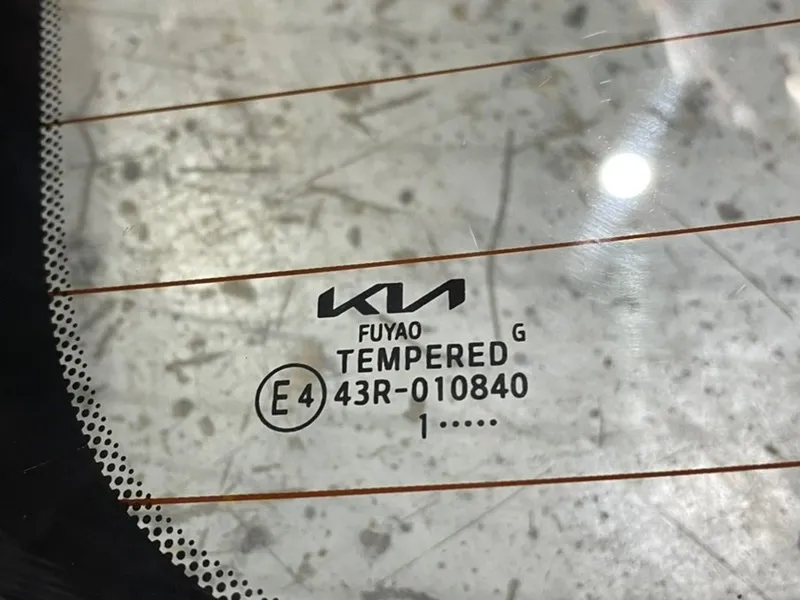 KIA
FUYAO G
TEMPERED
E4 43R-010840
1·····